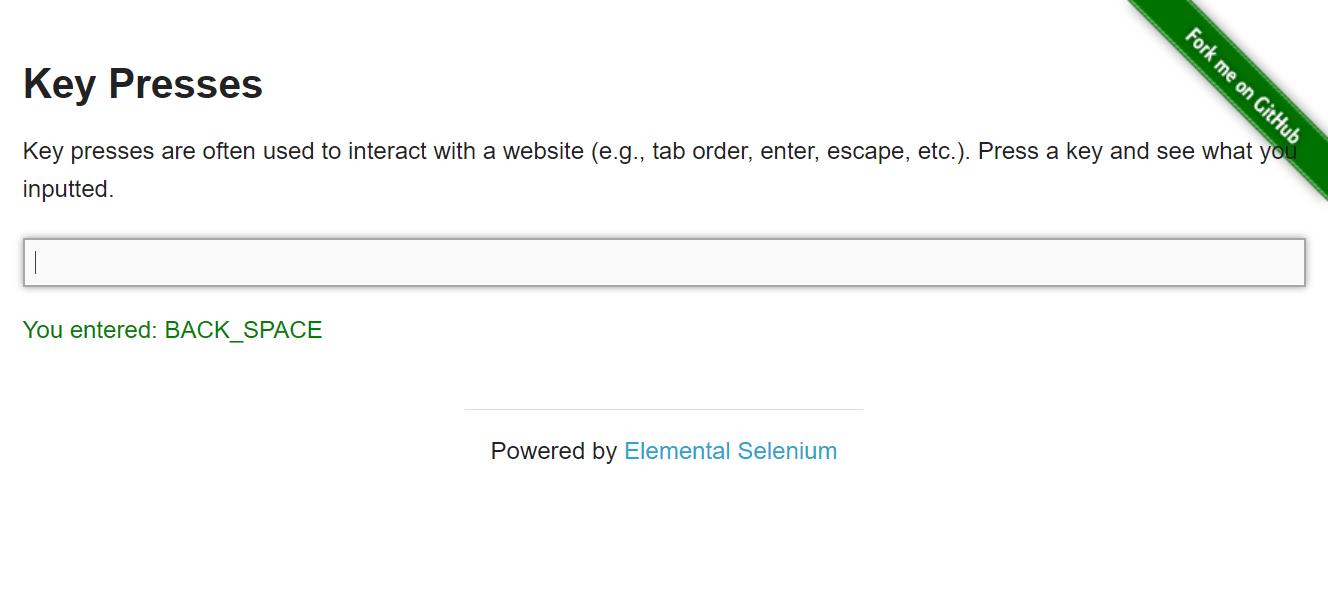 Fork me on GitHub
Key Presses
Key presses are often used to interact with a website (e.g., tab order, enter, escape, etc.). Press a key and see what you
inputted.
You entered: BACK_SPACE
Powered by Elemental Selenium